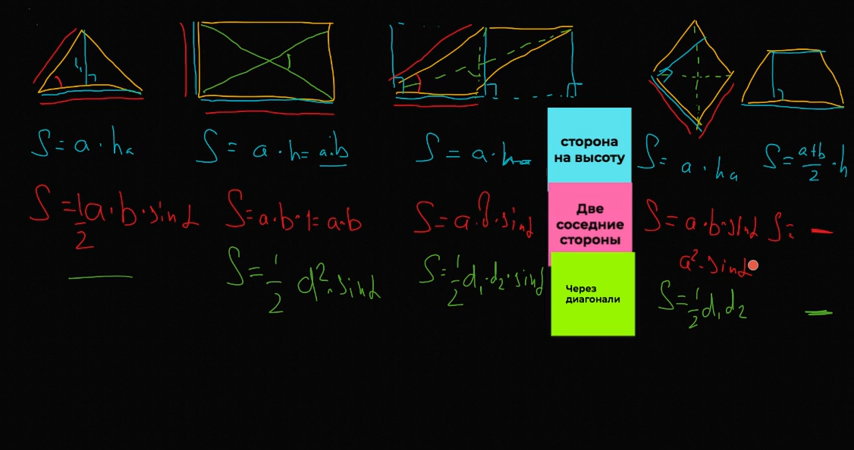 h
S = a · hₐ
S = a · h = a · b
S = a · hₐ
сторона
на высоту
S = a · hₐ
S = a+b/2 · h
S = 1/2 a · b · sin α
S = a · b · 1 = a · b
S = a · b · sin α
Две
соседние
стороны
S = a · b · sin α
S = —
a² · sin α
—
S = 1/2 d² · sin α
S = 1/2 d₁ · d₂ · sin α
Через
диагонали
S = 1/2 d₁ d₂
—